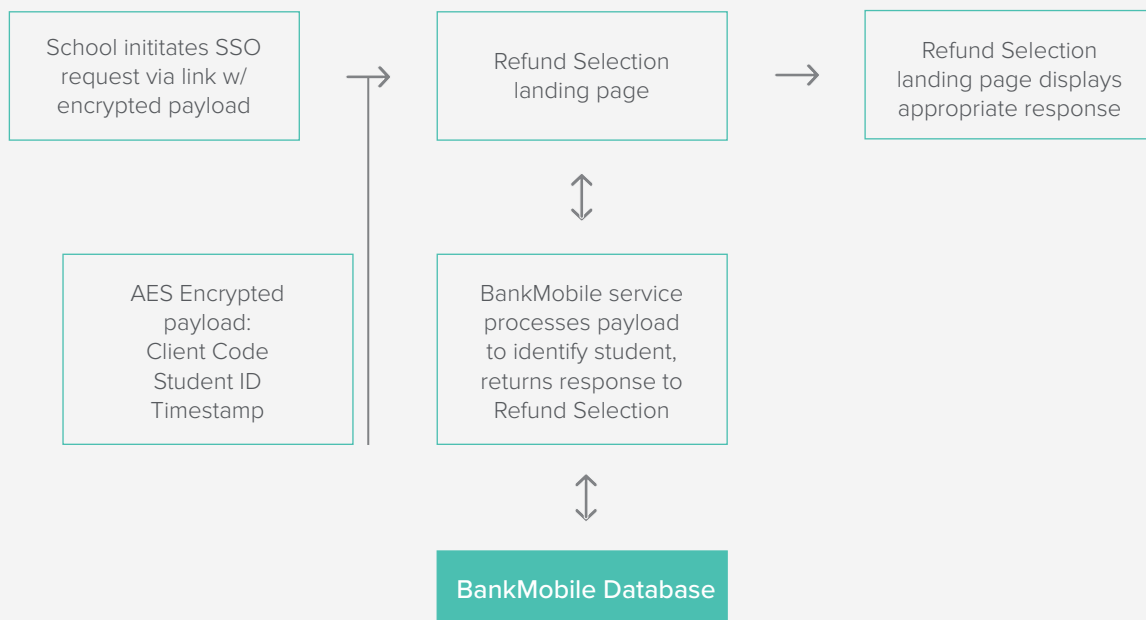 School inititates SSO
request via link w/
encrypted payload
Refund Selection
landing page
Refund Selection
landing page displays
appropriate response
AES Encrypted
payload:
Client Code
Student ID
Timestamp
BankMobile service
processes payload
to identify student,
returns response to
Refund Selection
BankMobile Database